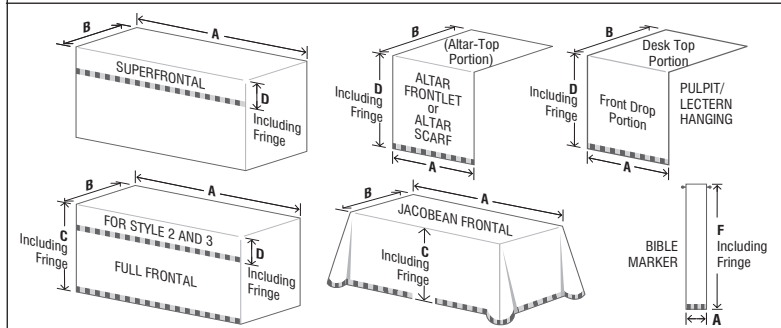 B
A
SUPERFRONTAL
D
Including
Fringe
B
(Altar-Top
Portion)
D
Including
Fringe
ALTAR
FRONTLET
or
ALTAR
SCARF
A
B
Desk Top
Portion
D
Including
Fringe
Front Drop
Portion
PULPIT/
LECTERN
HANGING
A
B
A
FOR STYLE 2 AND 3
C
Including
Fringe
D
Including
Fringe
FULL FRONTAL
B
A
JACOBEAN FRONTAL
C
Including
Fringe
BIBLE
MARKER
F
Including
Fringe
A